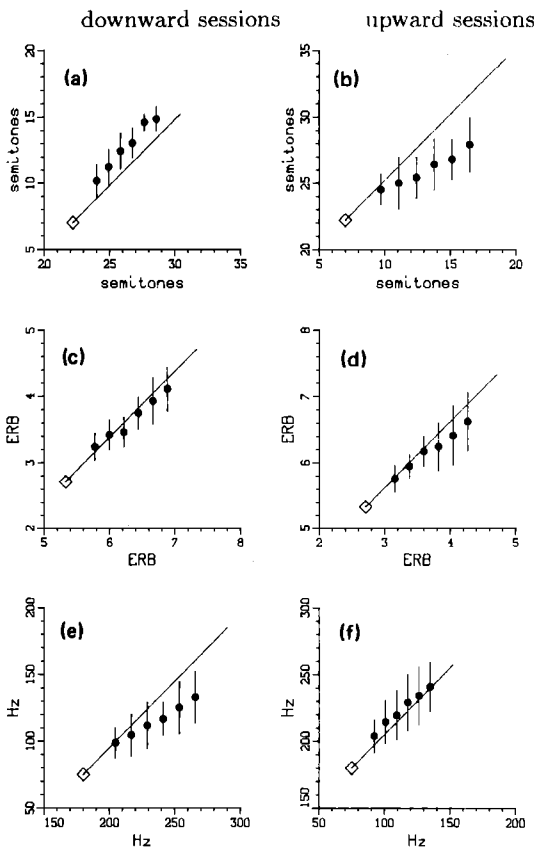 downward sessions upward sessions
(a) (b)
semitones semitones
5 10 15 20
20 25 30 35
20 25 30 35
5 10 15 20
semitones semitones
(c) (d)
ERB ERB
2 3 4 5
5 6 7 8
5 6 7 8
2 3 4 5
ERB ERB
(e) (f)
Hz Hz
50 100 150 200
150 200 250 300
50 100 150 200
150 200 250 300
Hz Hz